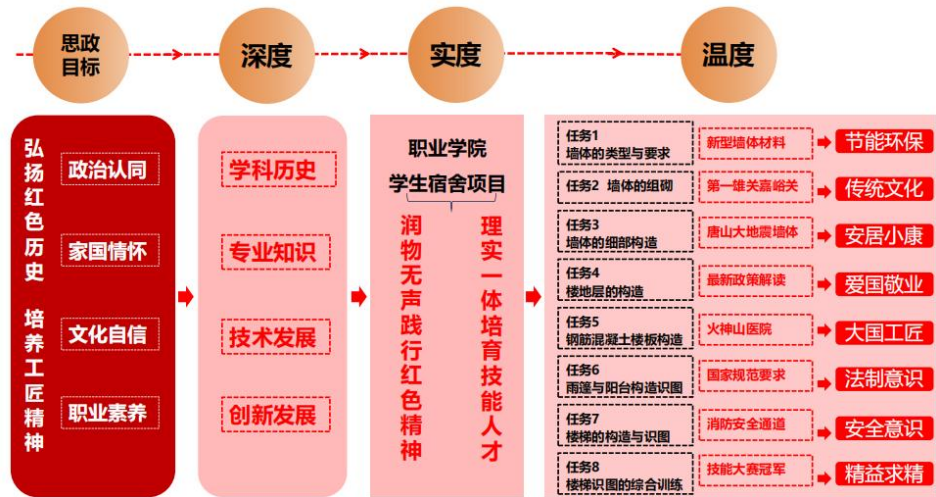 思政
目标
深度
实度
温度
弘扬红色历史 培养工匠精神
政治认同
家国情怀
文化自信
职业素养
学科历史
专业知识
技术发展
创新发展
职业学院
学生宿舍项目
润物无声践行红色精神
理实一体培育技能人才
任务1
墙体的类型与要求
新型墙体材料
节能环保
任务2 墙体的组砌
第一雄关嘉峪关
传统文化
任务3
墙体的细部构造
唐山大地震墙体
安居小康
任务4
楼地层的构造
最新政策解读
爱国敬业
任务5
钢筋混凝土楼板构造
火神山医院
大国工匠
任务6
雨篷与阳台构造识图
国家规范要求
法制意识
任务7
楼梯的构造与识图
消防安全通道
安全意识
任务8
楼梯识图的综合训练
技能大赛冠军
精益求精